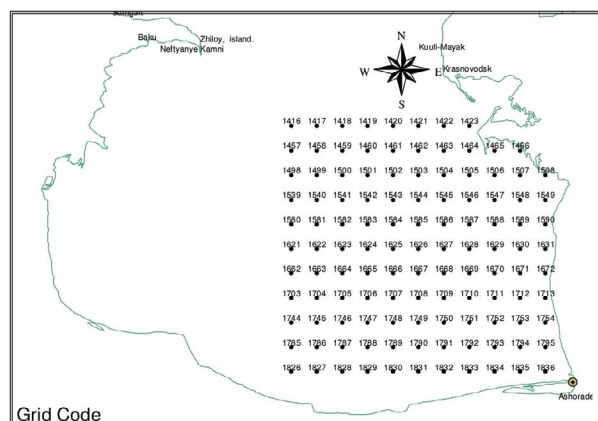 Sumgait
Baku
Zhiloy, island.
Neftyanye Kamni
N
Kuuli-Mayak
W
E
Krasnovodsk
S
1416 1417 1418 1419 1420 1421 1422 1423
1457 1458 1459 1460 1461 1462 1463 1464 1465 1466
1498 1499 1500 1501 1502 1503 1504 1505 1506 1507 1508
1539 1540 1541 1542 1543 1544 1545 1546 1547 1548 1549
1580 1581 1582 1583 1584 1585 1586 1587 1588 1589 1590
1621 1622 1623 1624 1625 1626 1627 1628 1629 1630 1631
1662 1663 1664 1665 1666 1667 1668 1669 1670 1671 1672
1703 1704 1705 1706 1707 1708 1709 1710 1711 1712 1713
1744 1745 1746 1747 1748 1749 1750 1751 1752 1753 1754
1785 1786 1787 1788 1789 1790 1791 1792 1793 1794 1795
1826 1827 1828 1829 1830 1831 1832 1833 1834 1835 1836
Ashorade
Grid Code